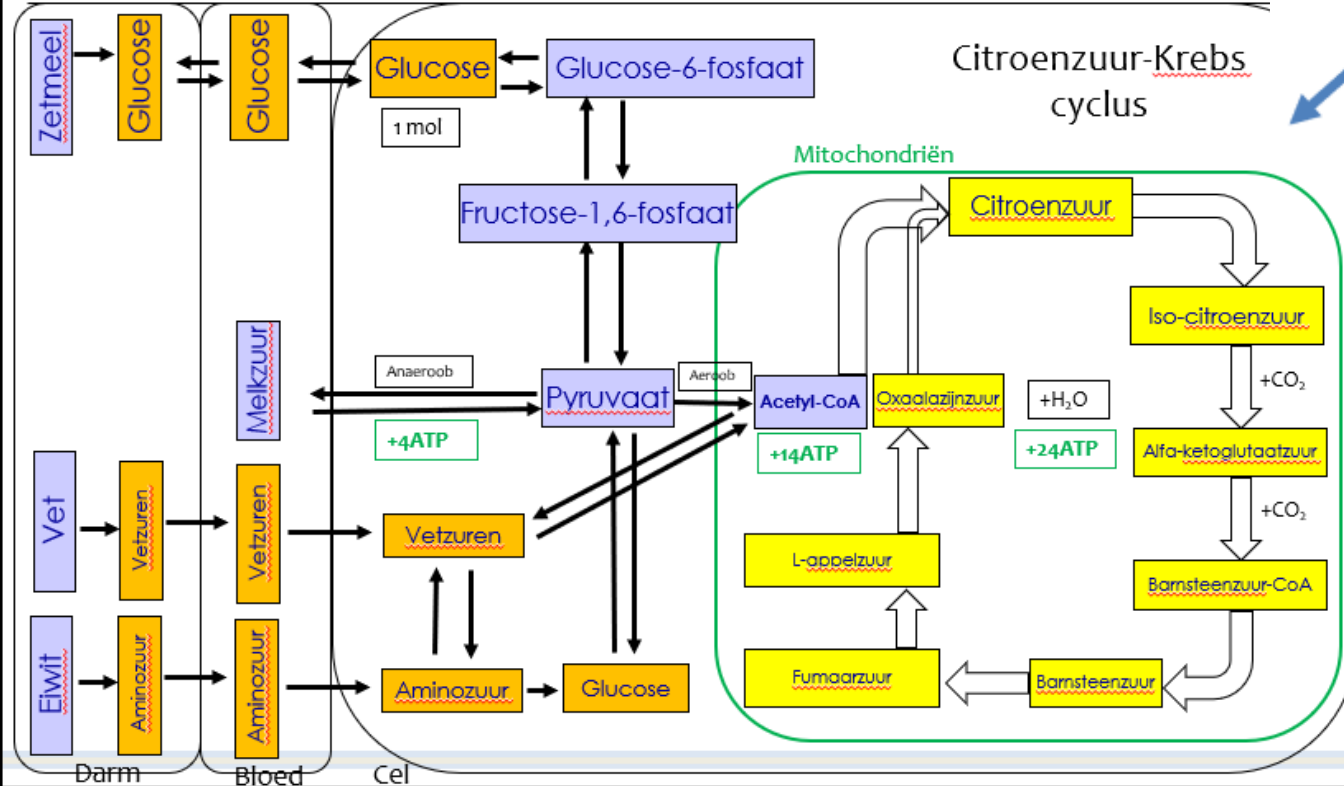 Citroenzuur-Krebs
cyclus
Zetmeel
Glucose
Glucose
Glucose
Glucose-6-fosfaat
1 mol
Mitochondriën
Fructose-1,6-fosfaat
Citroenzuur
Iso-citroenzuur
+CO₂
Melkzuur
Anaeroob
+4ATP
Pyruvaat
Aeroob
Acetyl-CoA
+14ATP
Oxaalazijnzuur
+H₂O
+24ATP
Alfa-ketoglutaatzuur
+CO₂
Vet
Vetzuren
Vetzuren
Vetzuren
L-appelzuur
Barnsteenzuur-CoA
Eiwit
Aminozuur
Aminozuur
Aminozuur
Glucose
Fumaarzuur
Barnsteenzuur
Darm
Bloed
Cel